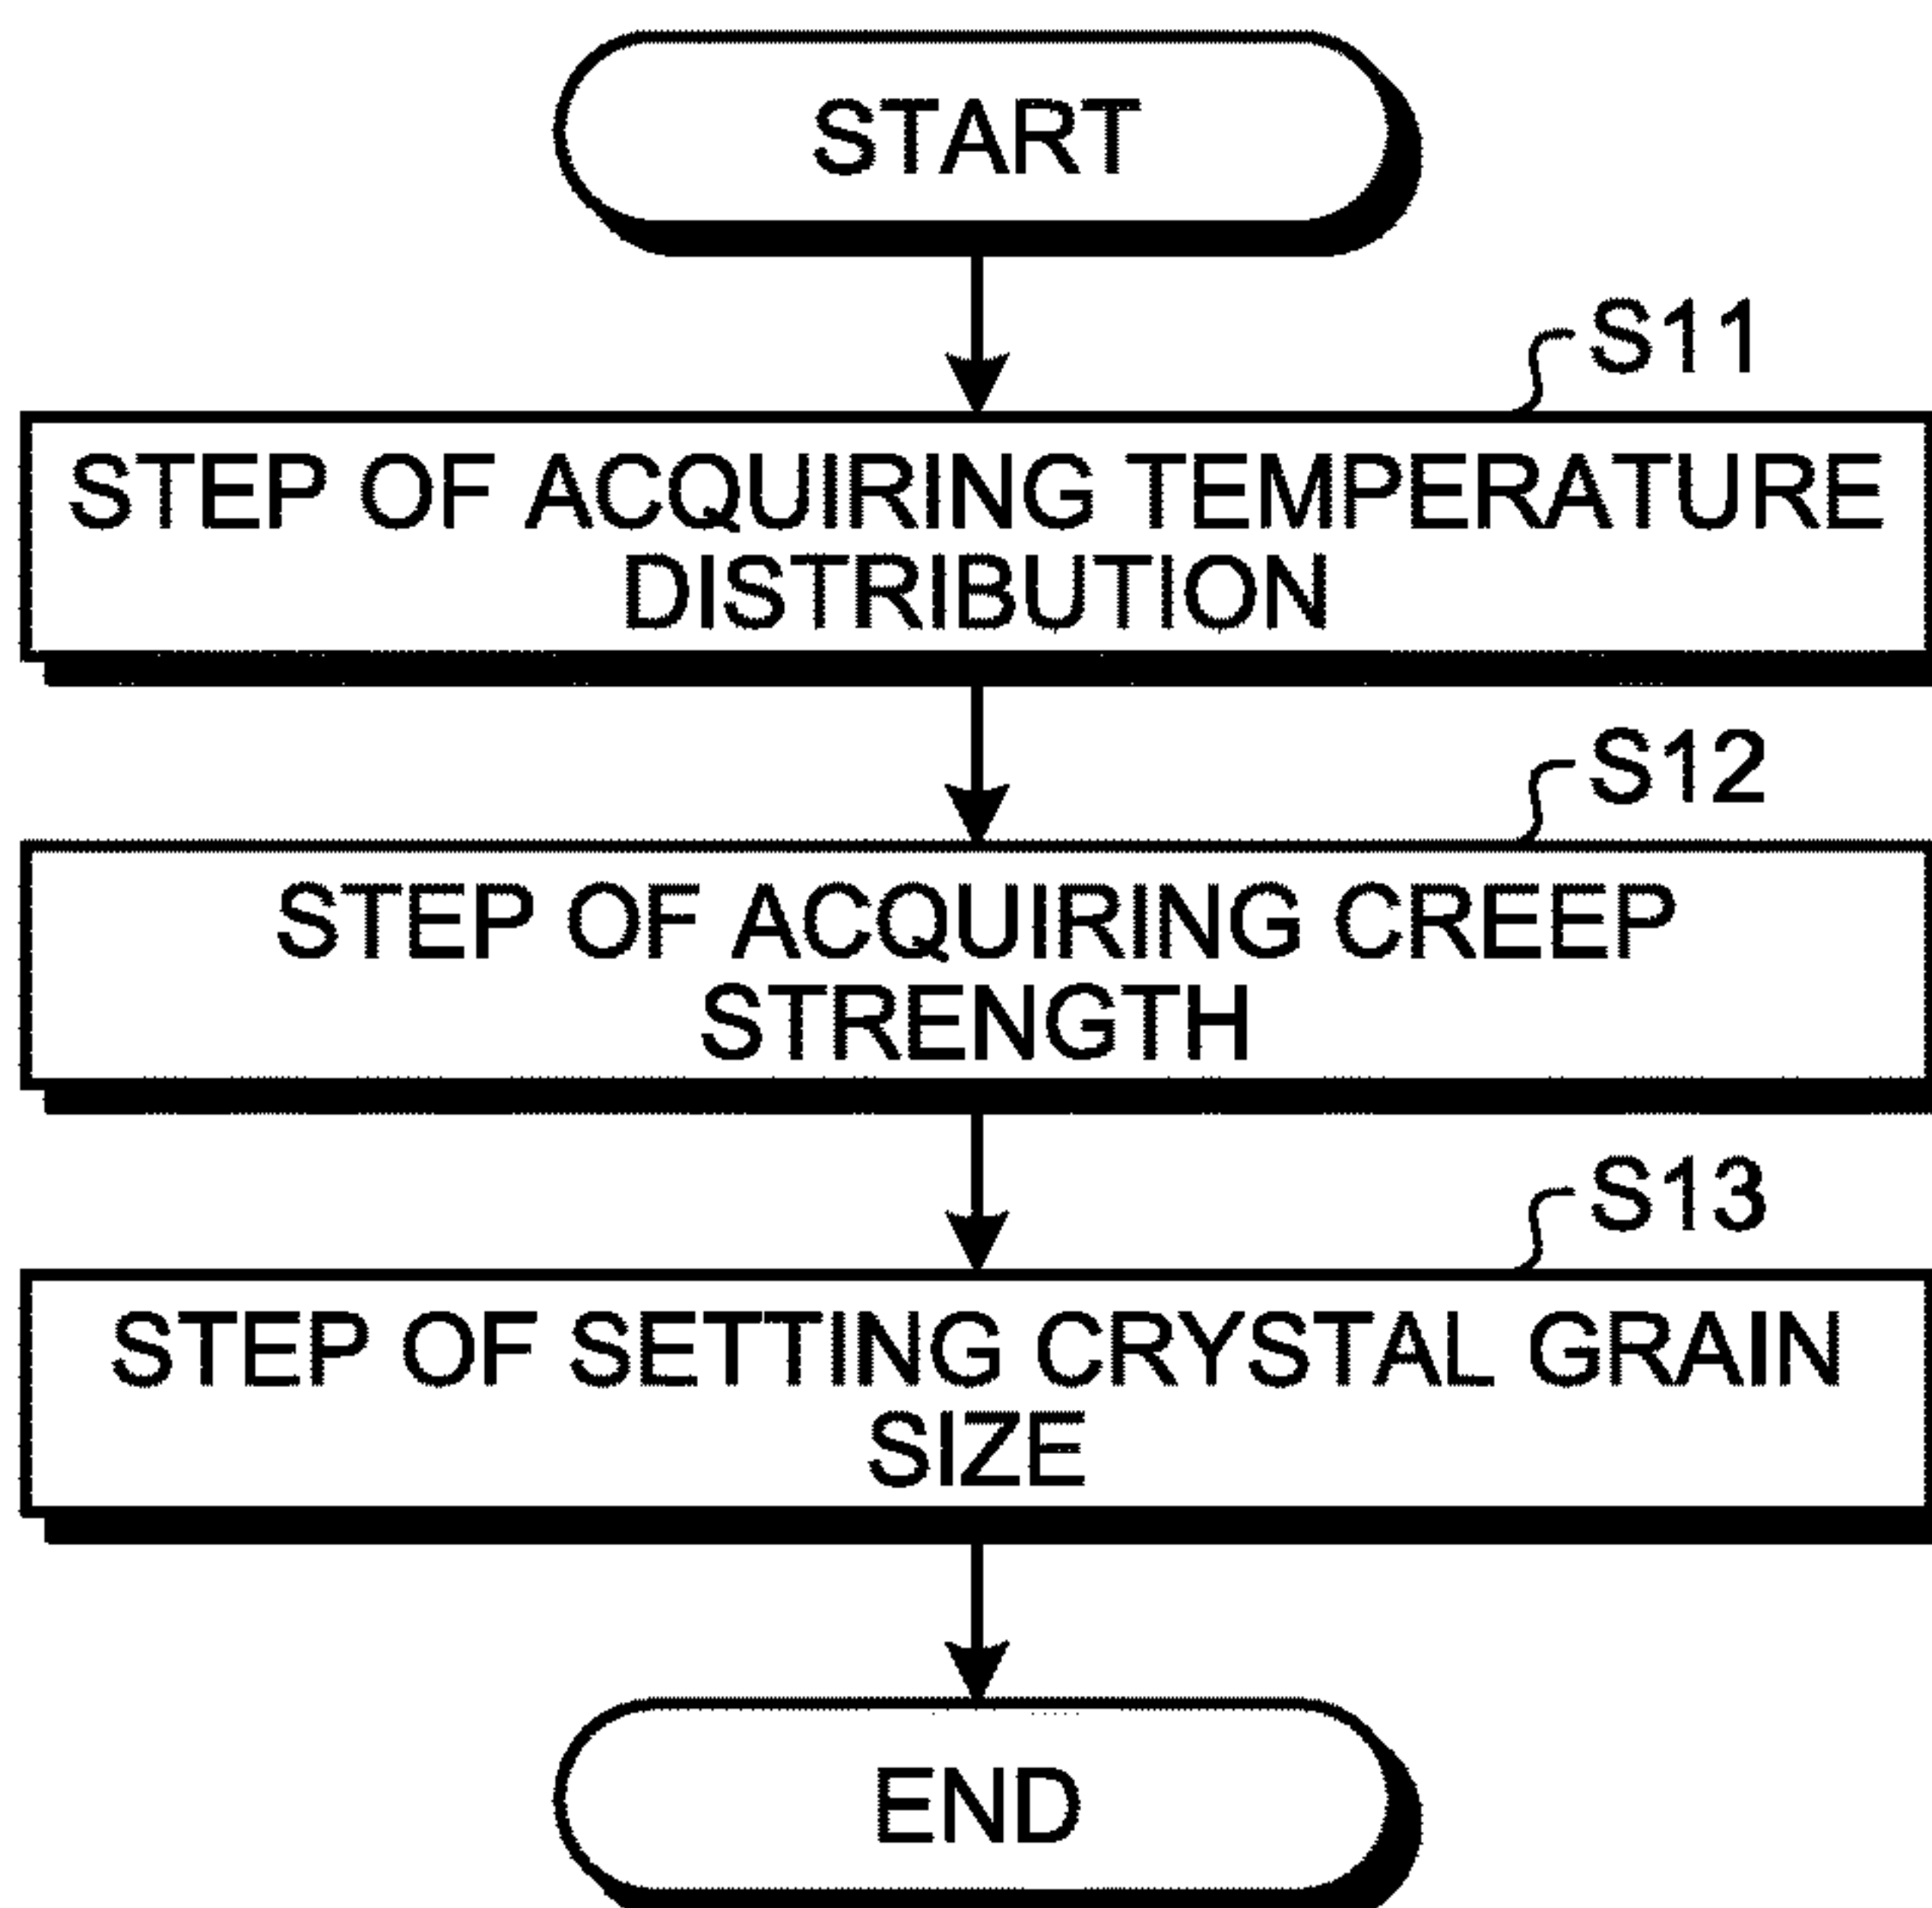 START
S11
STEP OF ACQUIRING TEMPERATURE
DISTRIBUTION
S12
STEP OF ACQUIRING CREEP
STRENGTH
S13
STEP OF SETTING CRYSTAL GRAIN
SIZE
END